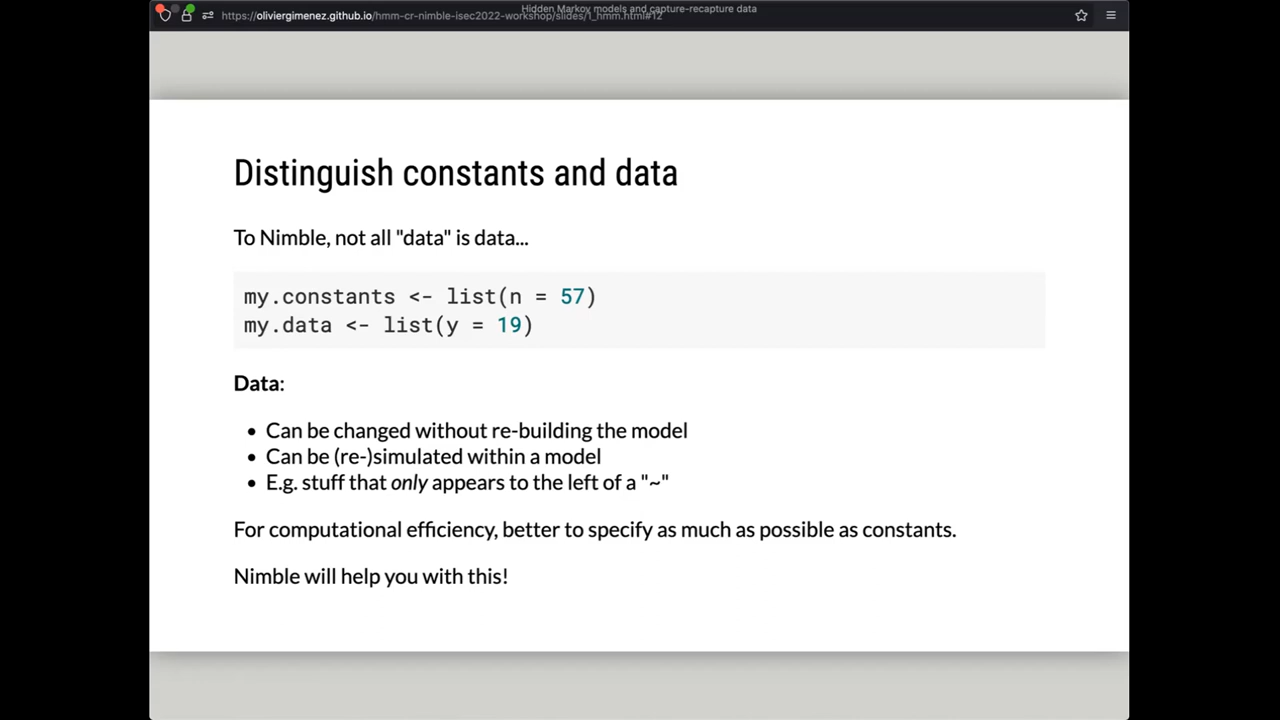 Hidden Markov models and capture-recapture data
https://oliviergimenez.github.io/hmm-cr-nimble-isec2022-workshop/slides/1_hmm.html#12
Distinguish constants and data
To Nimble, not all "data" is data...
my.constants <- list(n = 57)
my.data <- list(y = 19)
Data:
• Can be changed without re-building the model
• Can be (re-)simulated within a model
• E.g. stuff that only appears to the left of a "~"
For computational efficiency, better to specify as much as possible as constants.
Nimble will help you with this!